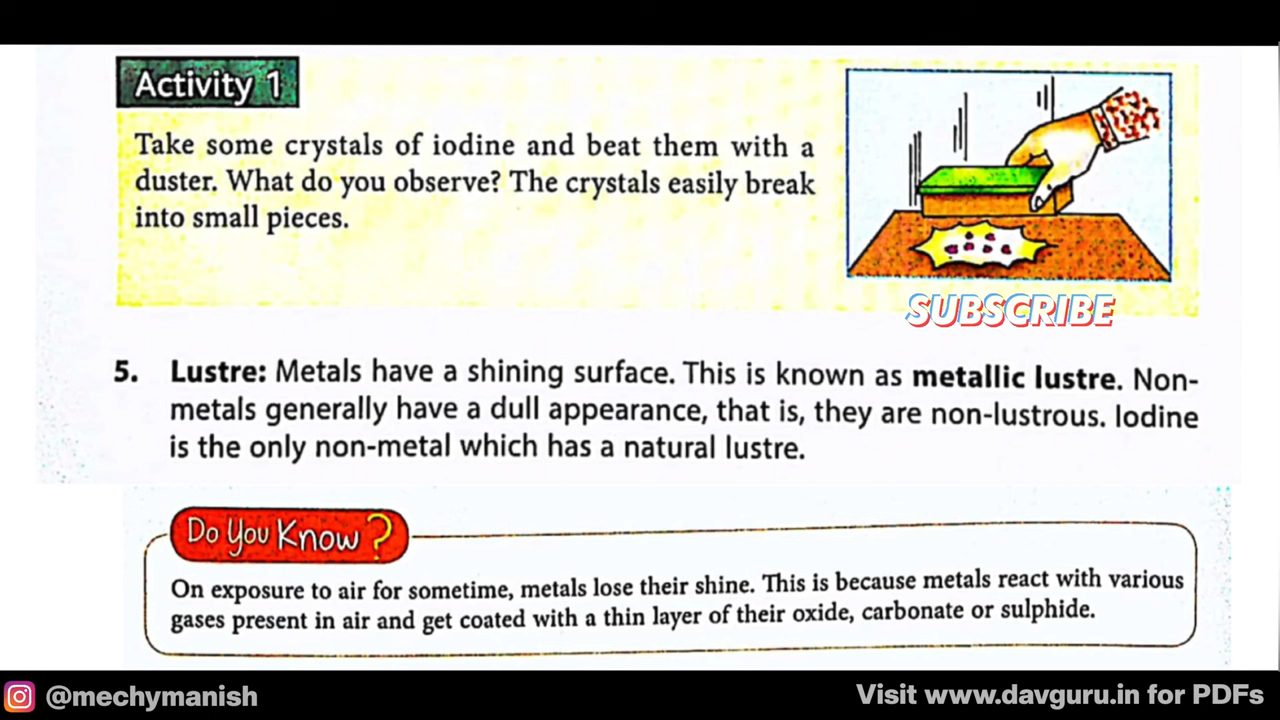 Activity 1
Take some crystals of iodine and beat them with a
duster. What do you observe? The crystals easily break
into small pieces.
SUBSCRIBE
5. Lustre: Metals have a shining surface. This is known as metallic lustre. Non-
metals generally have a dull appearance, that is, they are non-lustrous. Iodine
is the only non-metal which has a natural lustre.
Do You Know?
On exposure to air for sometime, metals lose their shine. This is because metals react with various
gases present in air and get coated with a thin layer of their oxide, carbonate or sulphide.
@mechymanish
Visit www.davguru.in for PDFs